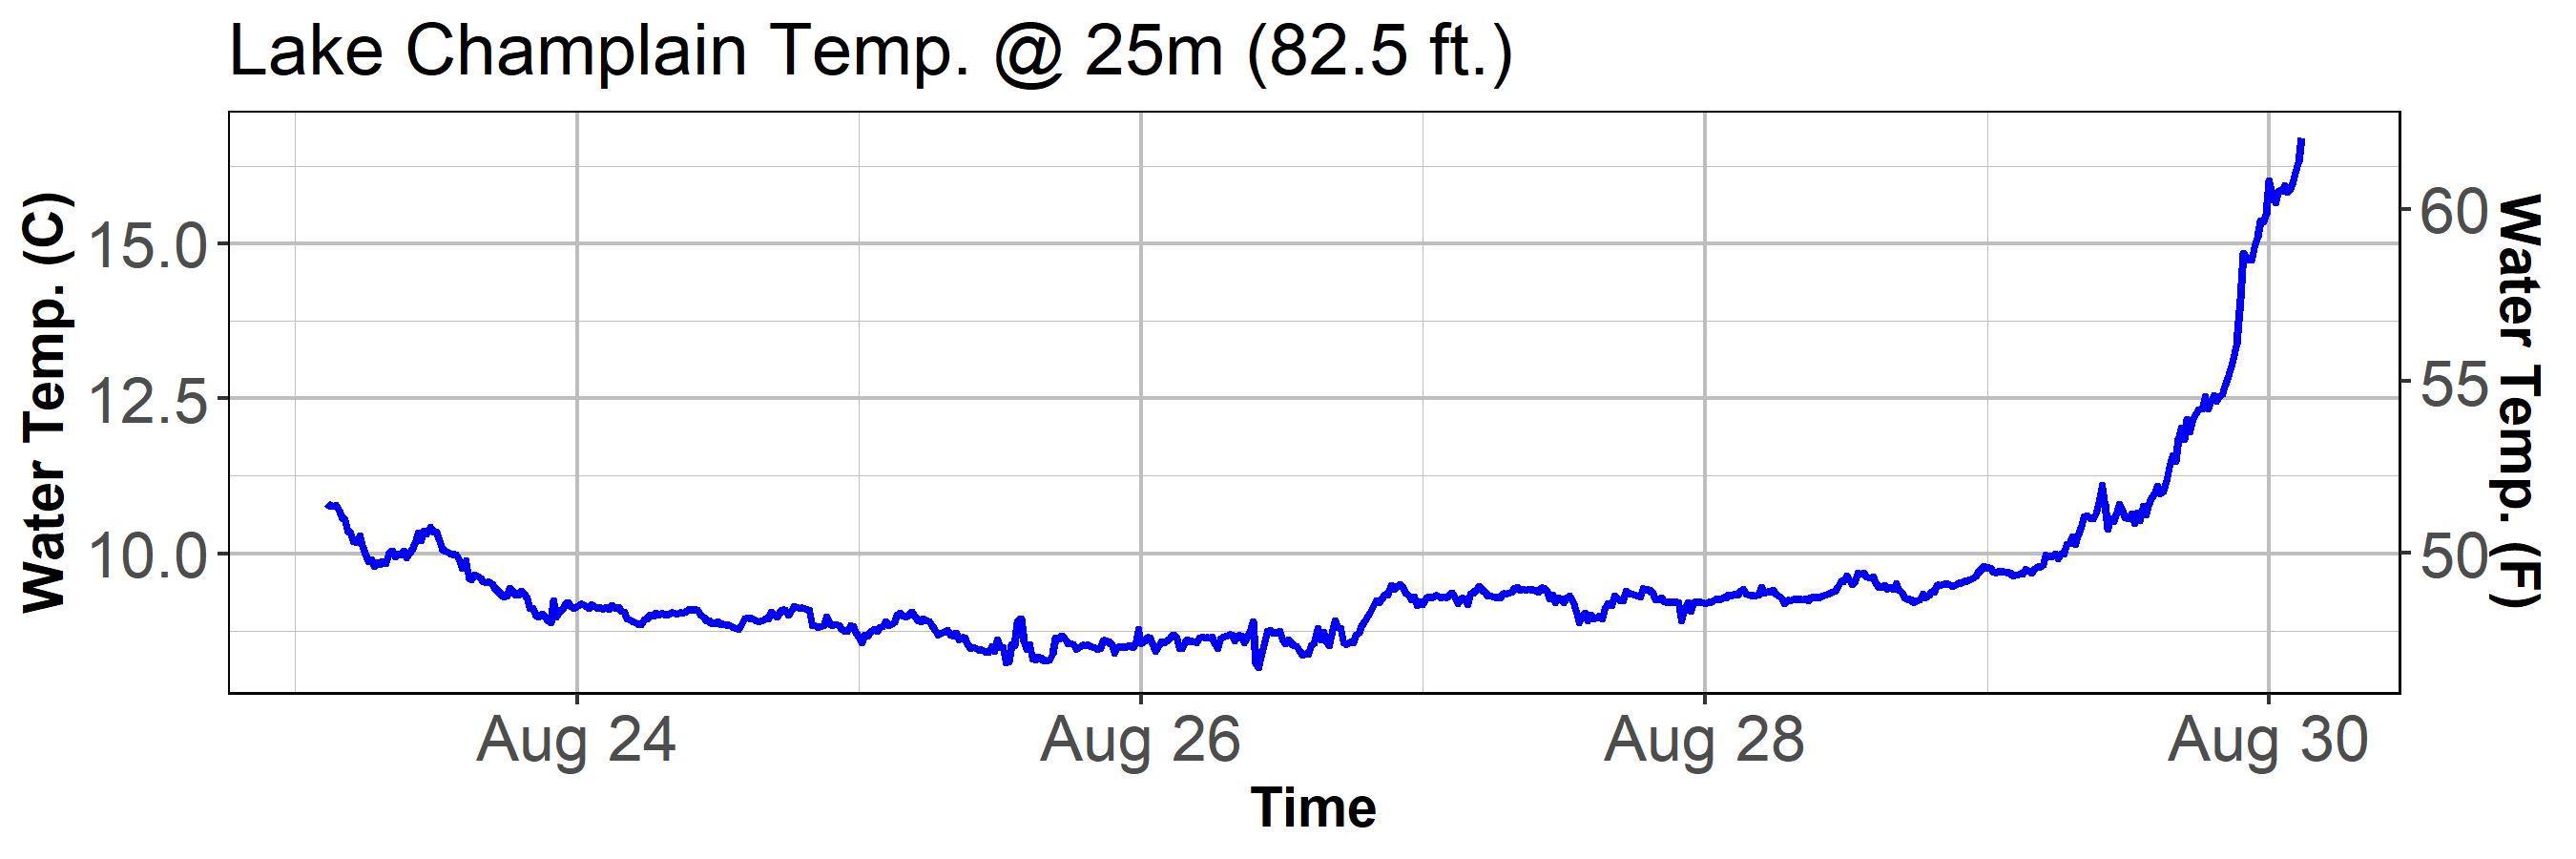 Lake Champlain Temp. @ 25m (82.5 ft.)
Water Temp. (C)
15.0
12.5
10.0
60
55
50
Water Temp. (F)
Aug 24
Aug 26
Aug 28
Aug 30
Time